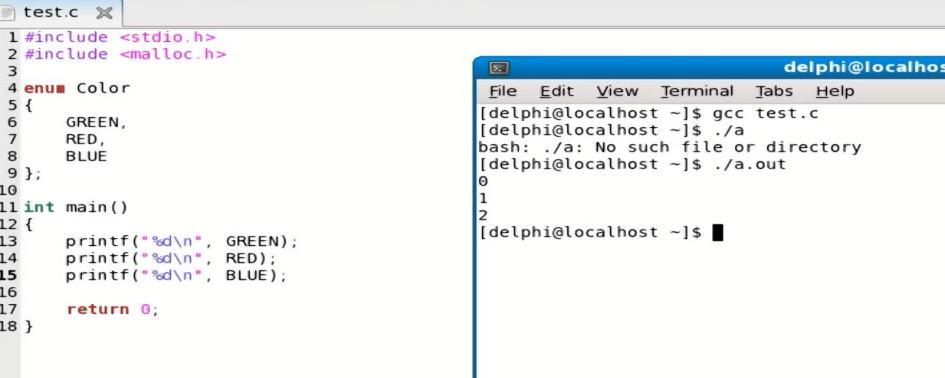 test.c
1 #include <stdio.h>
2 #include <malloc.h>
3
4 enum Color
5 {
6     GREEN,
7     RED,
8     BLUE
9 };
10
11 int main()
12 {
13     printf("%d\n", GREEN);
14     printf("%d\n", RED);
15     printf("%d\n", BLUE);
16
17     return 0;
18 }
delphi@localhos
File Edit View Terminal Tabs Help
[delphi@localhost ~]$ gcc test.c
[delphi@localhost ~]$ ./a
bash: ./a: No such file or directory
[delphi@localhost ~]$ ./a.out
0
1
2
[delphi@localhost ~]$